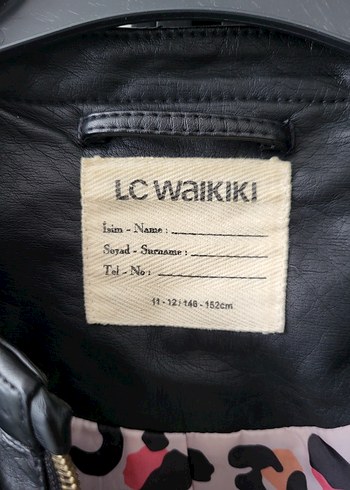 LC WAIKIKI
İsim - Name :
Soyad - Surname :
Tel - No :
11 - 12 / 146 - 152cm